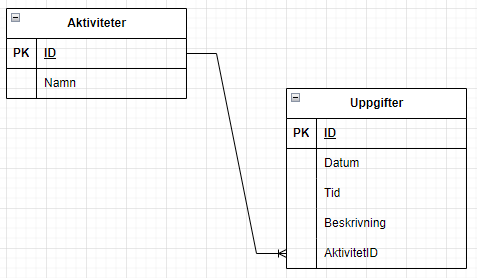 Aktiviteter
PK ID
Namn
Uppgifter
PK ID
Datum
Tid
Beskrivning
AktivitetID